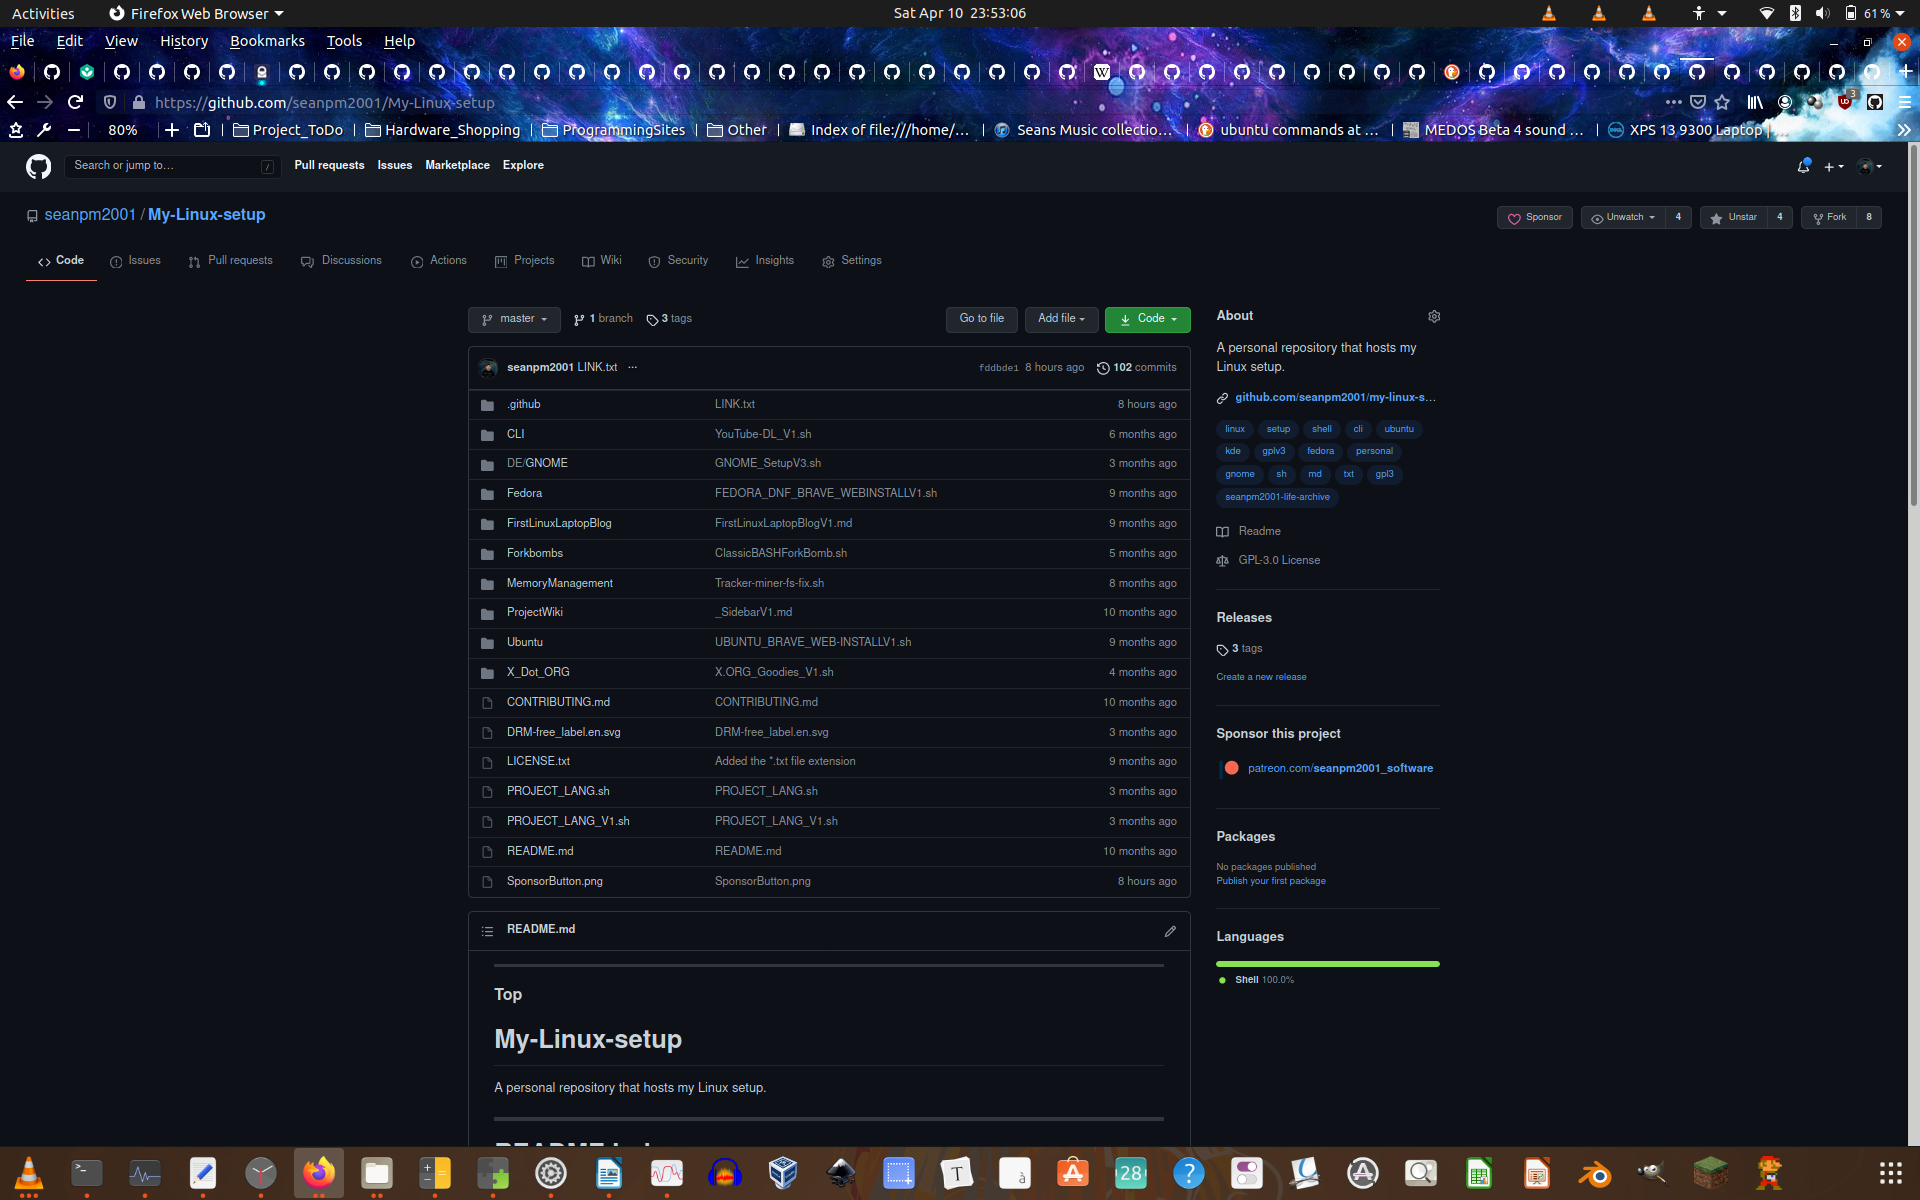 Activities Firefox Web Browser Sat Apr 10 23:53:06 61 %
File Edit View History Bookmarks Tools Help
https://github.com/seanpm2001/My-Linux-setup 3
80% Project_ToDo Hardware_Shopping ProgrammingSites Other Index of file:///home/... Seans Music collectio... ubuntu commands at ... MEDOS Beta 4 sound ... XPS 13 9300 Laptop |...
Search or jump to... / Pull requests Issues Marketplace Explore
seanpm2001 / My-Linux-setup Sponsor Unwatch 4 Unstar 4 Fork 8
Code Issues Pull requests Discussions Actions Projects Wiki Security Insights Settings
master 1 branch 3 tags Go to file Add file Code
seanpm2001 LINK.txt ... fddbde1 8 hours ago 102 commits
.github LINK.txt 8 hours ago
CLI YouTube-DL_V1.sh 6 months ago
DE/GNOME GNOME_SetupV3.sh 3 months ago
Fedora FEDORA_DNF_BRAVE_WEBINSTALLV1.sh 9 months ago
FirstLinuxLaptopBlog FirstLinuxLaptopBlogV1.md 9 months ago
Forkbombs ClassicBASHForkBomb.sh 5 months ago
MemoryManagement Tracker-miner-fs-fix.sh 8 months ago
ProjectWiki _SidebarV1.md 10 months ago
Ubuntu UBUNTU_BRAVE_WEB-INSTALLV1.sh 9 months ago
X_Dot_ORG X.ORG_Goodies_V1.sh 4 months ago
CONTRIBUTING.md CONTRIBUTING.md 10 months ago
DRM-free_label.en.svg DRM-free_label.en.svg 3 months ago
LICENSE.txt Added the *.txt file extension 9 months ago
PROJECT_LANG.sh PROJECT_LANG.sh 3 months ago
PROJECT_LANG_V1.sh PROJECT_LANG_V1.sh 3 months ago
README.md README.md 10 months ago
SponsorButton.png SponsorButton.png 8 hours ago
README.md
Top
My-Linux-setup
A personal repository that hosts my Linux setup.
About
A personal repository that hosts my
Linux setup.
github.com/seanpm2001/my-linux-s...
linux setup shell cli ubuntu
kde gplv3 fedora personal
gnome sh md txt gpl3
seanpm2001-life-archive
Readme
GPL-3.0 License
Releases
3 tags
Create a new release
Sponsor this project
patreon.com/seanpm2001_software
Packages
No packages published
Publish your first package
Languages
Shell 100.0%